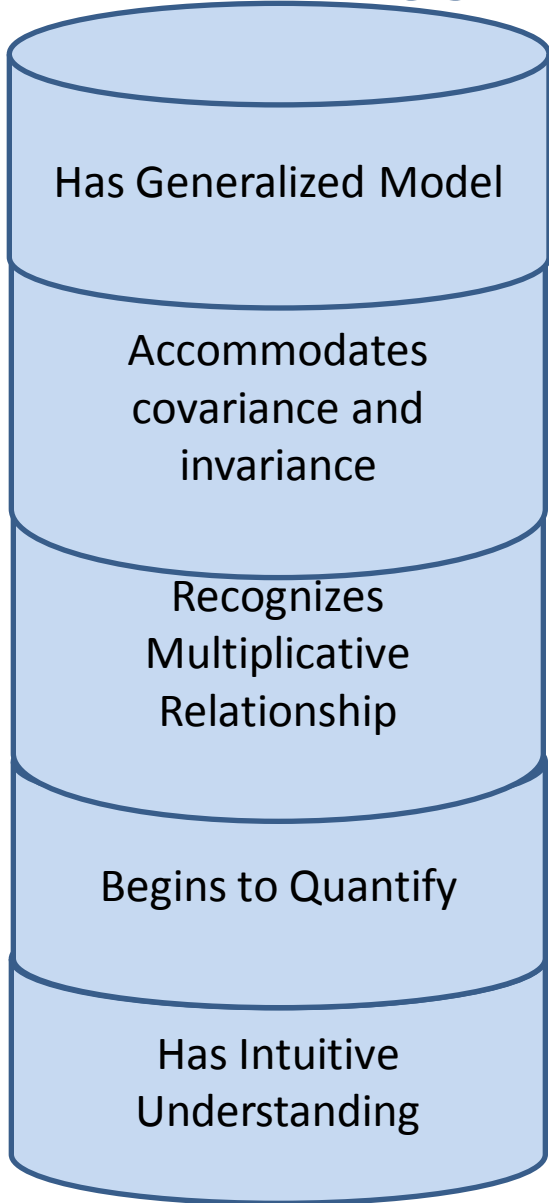 Has Generalized Model
Accommodates
covariance and
invariance
Recognizes
Multiplicative
Relationship
Begins to Quantify
Has Intuitive
Understanding